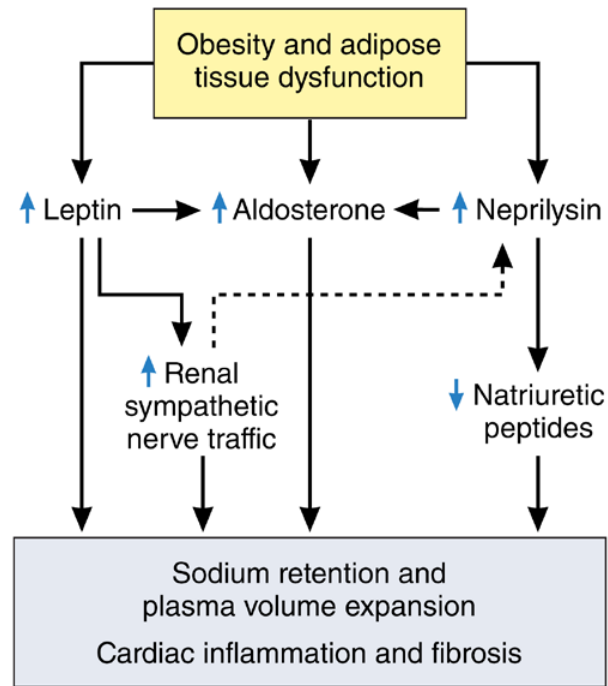 Obesity and adipose
tissue dysfunction
Leptin
Aldosterone
Neprilysin
Renal
sympathetic
nerve traffic
Natriuretic
peptides
Sodium retention and
plasma volume expansion
Cardiac inflammation and fibrosis